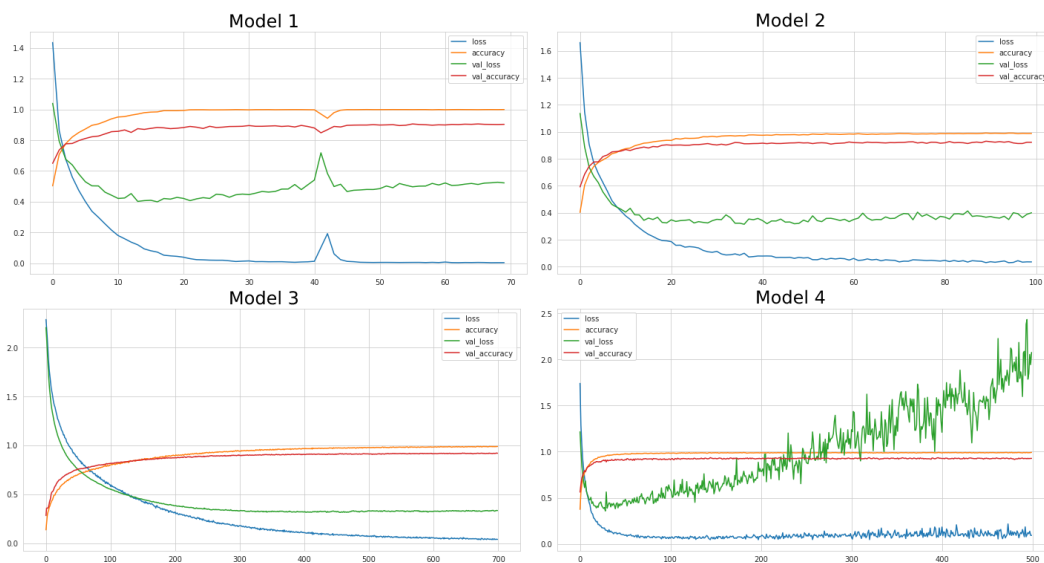 Model 1
1.4
1.2
1.0
0.8
0.6
0.4
0.2
0.0
0 10 20 30 40 50 60 70
loss
accuracy
val_loss
val_accuracy
Model 2
1.6
1.4
1.2
1.0
0.8
0.6
0.4
0.2
0.0
0 20 40 60 80 100
loss
accuracy
val_loss
val_accuracy
Model 3
2.0
1.5
1.0
0.5
0.0
0 100 200 300 400 500 600 700
loss
accuracy
val_loss
val_accuracy
Model 4
2.5
2.0
1.5
1.0
0.5
0.0
0 100 200 300 400 500
loss
accuracy
val_loss
val_accuracy